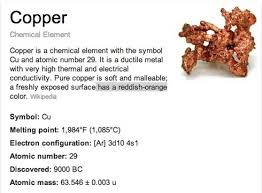 Copper
Chemical Element
Copper is a chemical element with the symbol
Cu and atomic number 29. It is a ductile metal
with very high thermal and electrical
conductivity. Pure copper is soft and malleable;
a freshly exposed surface has a reddish-orange
color. Wikipedia
Symbol: Cu
Melting point: 1,984°F (1,085°C)
Electron configuration: [Ar] 3d10 4s1
Atomic number: 29
Discovered: 9000 BC
Atomic mass: 63.546 ± 0.003 u